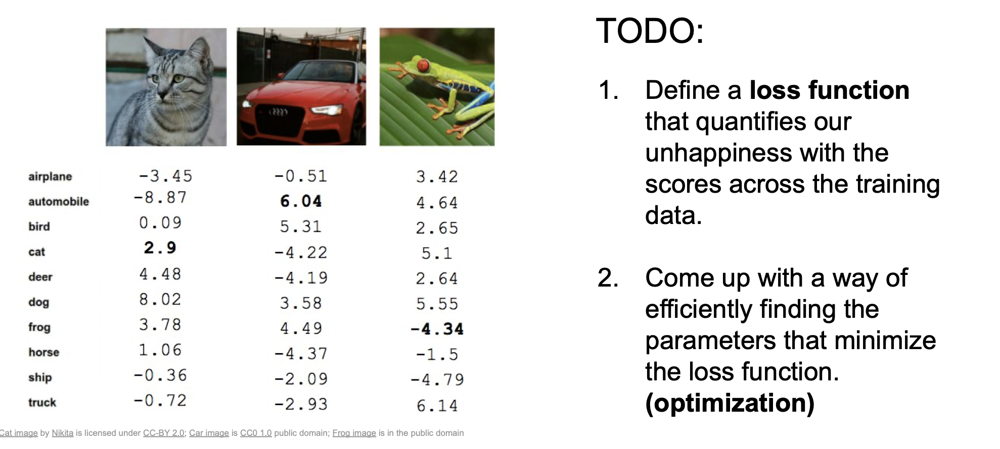 airplane -3.45 -0.51 3.42
automobile -8.87 6.04 4.64
bird 0.09 5.31 2.65
cat 2.9 -4.22 5.1
deer 4.48 -4.19 2.64
dog 8.02 3.58 5.55
frog 3.78 4.49 -4.34
horse 1.06 -4.37 -1.5
ship -0.36 -2.09 -4.79
truck -0.72 -2.93 6.14
Cat image by Nikita is licensed under CC-BY 2.0; Car image is CC0 1.0 public domain; Frog image is in the public domain
TODO:
1. Define a loss function
that quantifies our
unhappiness with the
scores across the training
data.
2. Come up with a way of
efficiently finding the
parameters that minimize
the loss function.
(optimization)